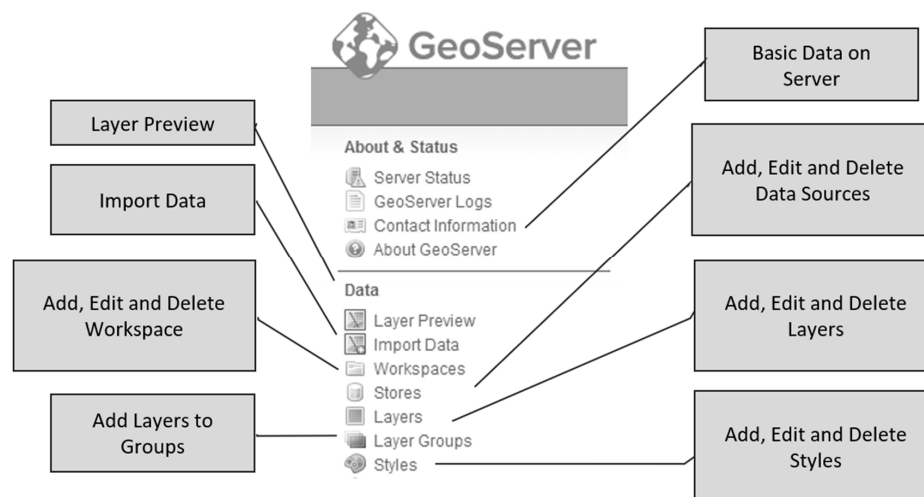 GeoServer
Basic Data on
Server
Layer Preview
About & Status
Add, Edit and Delete
Data Sources
Import Data
Server Status
GeoServer Logs
Contact Information
About GeoServer
Add, Edit and Delete
Workspace
Data
Add, Edit and Delete
Layers
Layer Preview
Import Data
Workspaces
Stores
Layers
Layer Groups
Styles
Add Layers to
Groups
Add, Edit and Delete
Styles